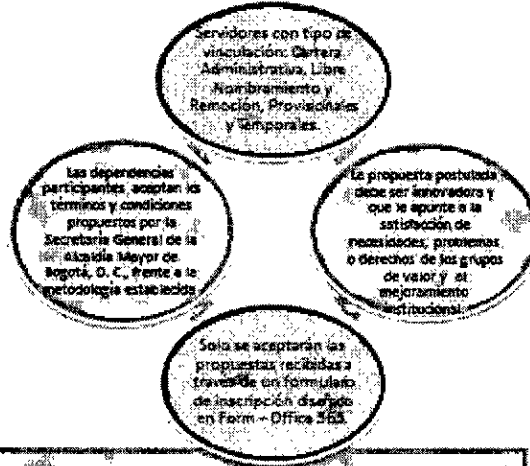 Servidores con tipo de
vinculación: Carrera
Administrativa, Libre
Nombramiento y
Remoción, Provisionales
y Temporales.
Las dependencias
participantes, aceptan los
términos y condiciones
propuestos por la
Secretaría General de la
Alcaldía Mayor de
Bogotá, D. C., frente a la
metodología establecida
La propuesta postulada
debe ser innovadora y
que le apunte a la
satisfacción de
necesidades, problemas
o derechos de los grupos
de valor y al
mejoramiento
institucional.
Solo se aceptarán las
propuestas recibidas a
través de un formulario
de inscripción diseñado
en Form – Office 365.